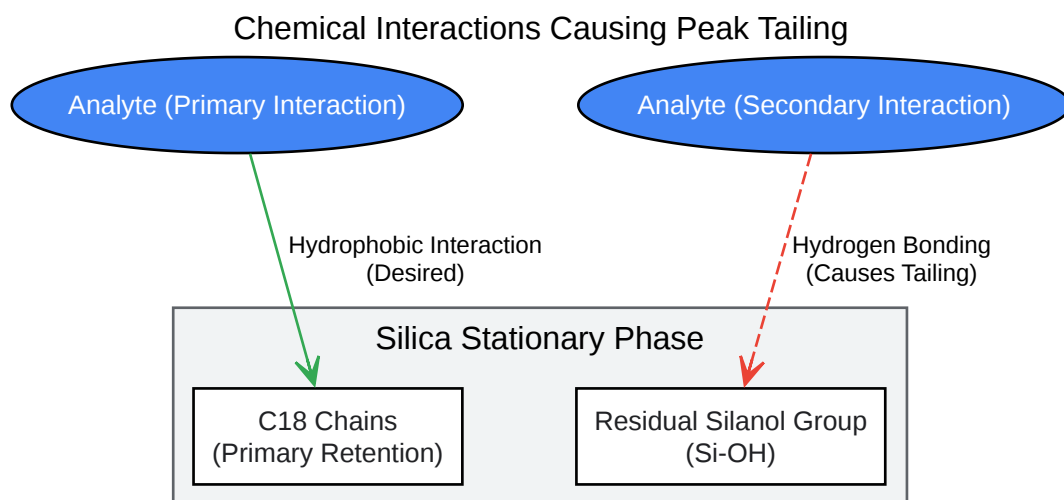 Chemical Interactions Causing Peak Tailing
Analyte (Primary Interaction)
Analyte (Secondary Interaction)
Hydrophobic Interaction
(Desired)
Hydrogen Bonding
(Causes Tailing)
Silica Stationary Phase
C18 Chains
(Primary Retention)
Residual Silanol Group
(Si-OH)